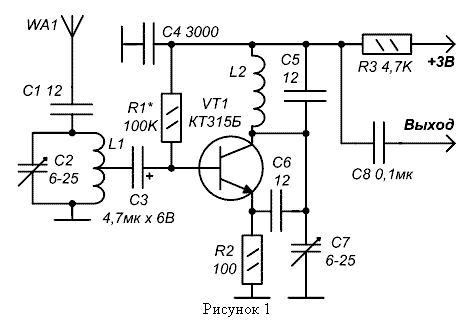 WA1
C4 3000
C1 12
R1*
100K
L2
C5
12
R3 4,7K
+3В
VT1
КТ315Б
Выход
L1
C2
6-25
C3
4,7мк х 6В
+
C6
12
C8 0,1мк
R2
100
C7
6-25
Рисунок 1